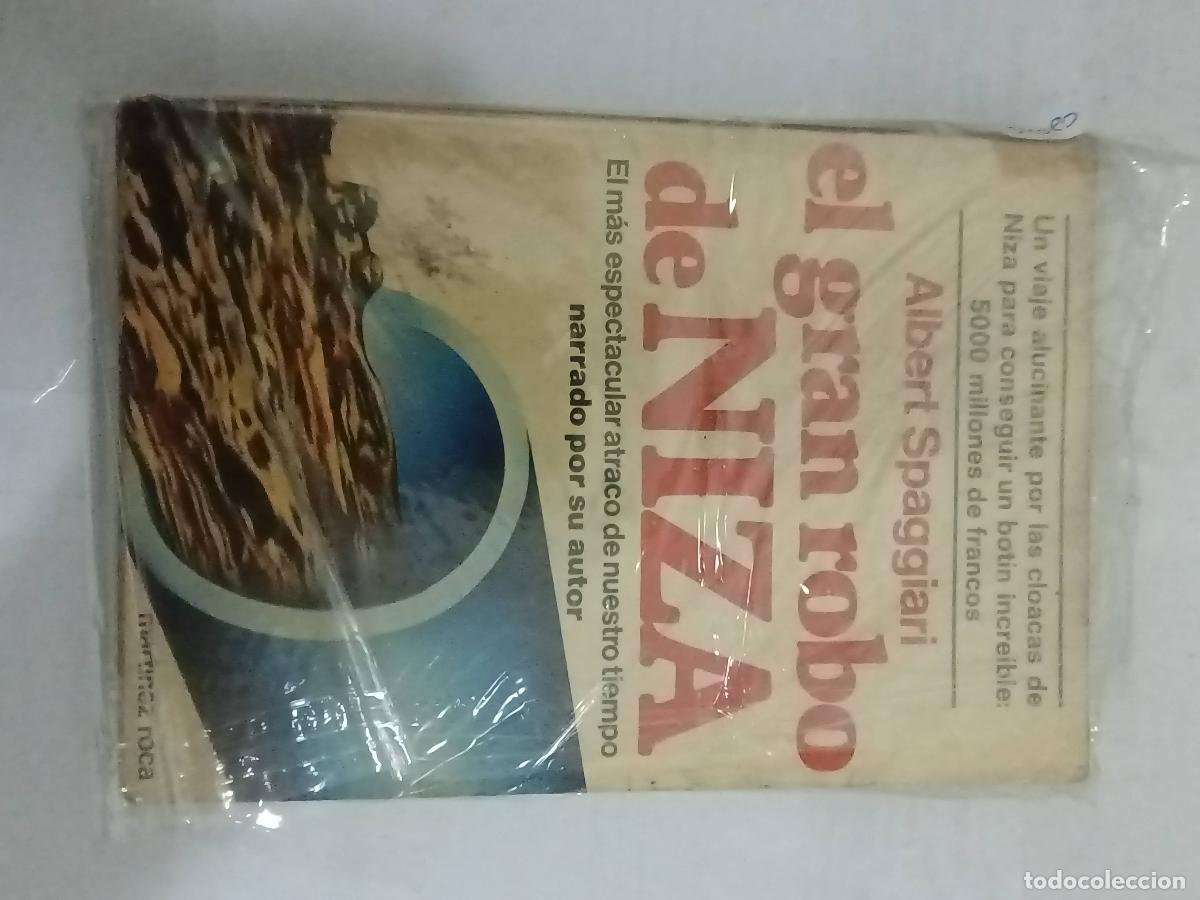 Un viaje alucinante por las cloacas de
Niza para conseguir un botín increíble:
5000 millones de francos
Albert Spaggiari
el gran robo
de NIZA
El más espectacular atraco de nuestro tiempo
narrado por su autor
martínez roca
todocoleccion